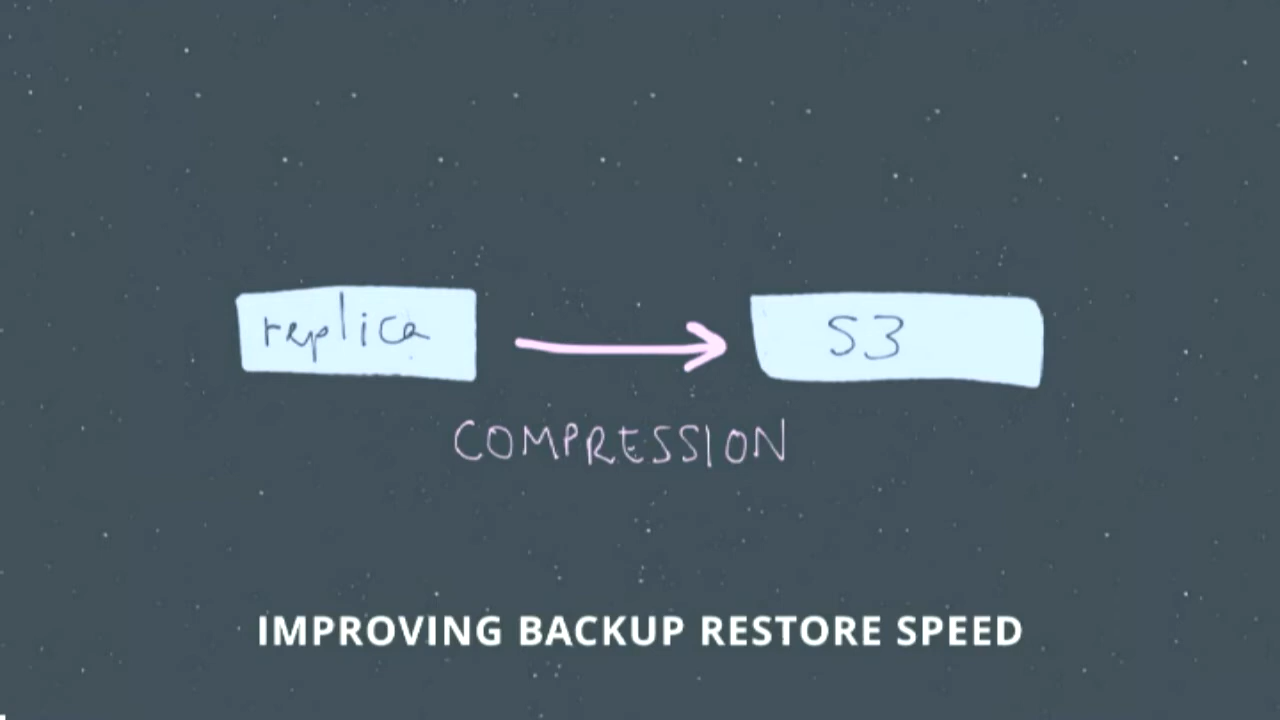 replica
S3
COMPRESSION
IMPROVING BACKUP RESTORE SPEED